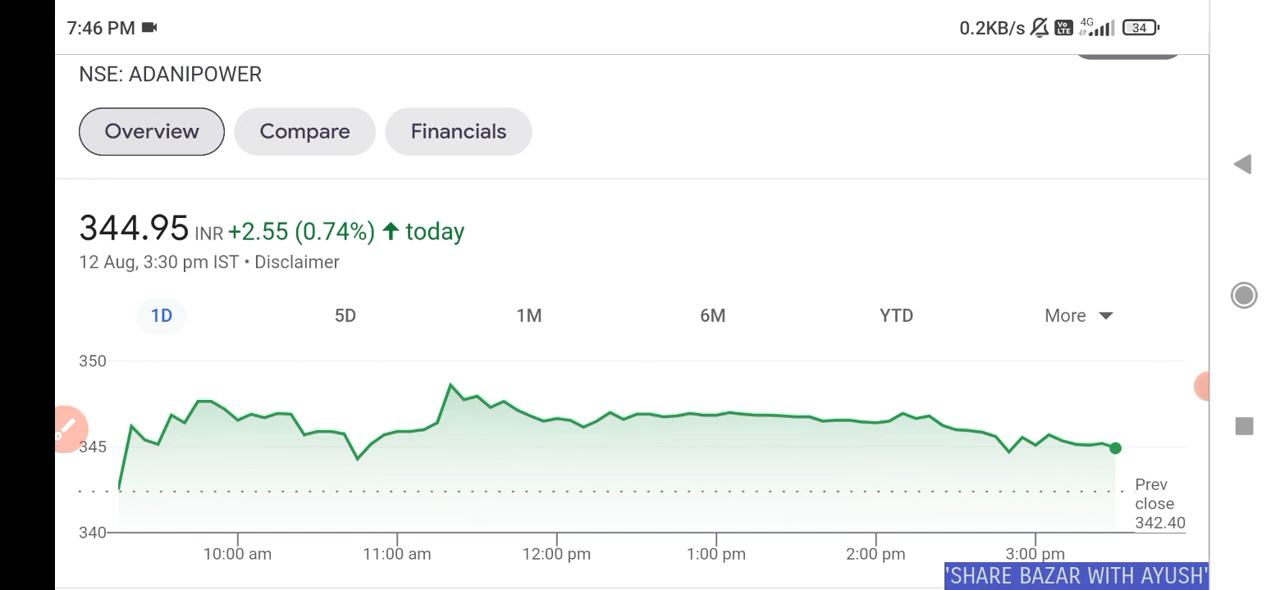 7:46 PM 0.2KB/s Vo LTE 4G 34
NSE: ADANIPOWER
Overview Compare Financials
344.95 INR +2.55 (0.74%) ↑ today
12 Aug, 3:30 pm IST • Disclaimer
1D 5D 1M 6M YTD More
350
345
340
Prev
close
342.40
10:00 am 11:00 am 12:00 pm 1:00 pm 2:00 pm 3:00 pm
'SHARE BAZAR WITH AYUSH'